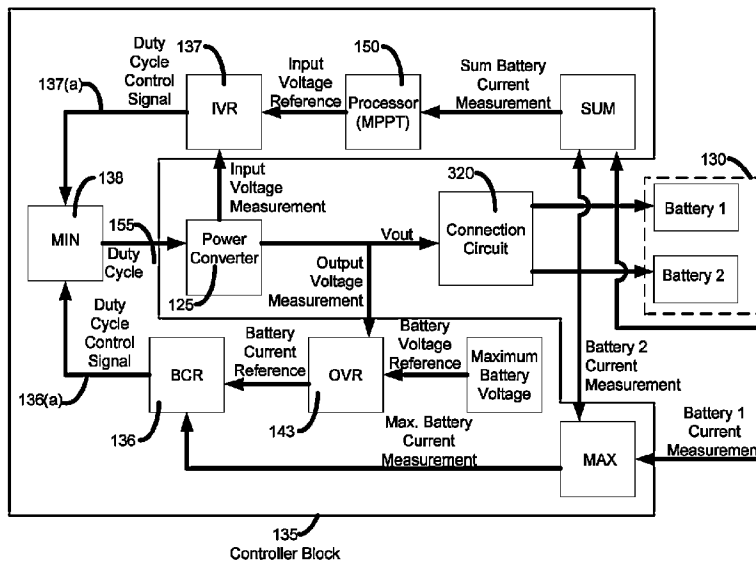 137
Duty
Cycle
Control
Signal
137(a)
IVR
Input
Voltage
Reference
150
Processor
(MPPT)
Sum Battery
Current
Measurement
SUM
138
MIN
155
Duty
Cycle
Input
Voltage
Measurement
Power
Converter
125
Vout
Output
Voltage
Measurement
320
Connection
Circuit
130
Battery 1
Battery 2
Duty
Cycle
Control
Signal
136(a)
BCR
136
Battery
Current
Reference
OVR
143
Battery
Voltage
Reference
Maximum
Battery
Voltage
Battery 2
Current
Measurement
Max. Battery
Current
Measurement
MAX
Battery 1
Current
Measurement
135
Controller Block